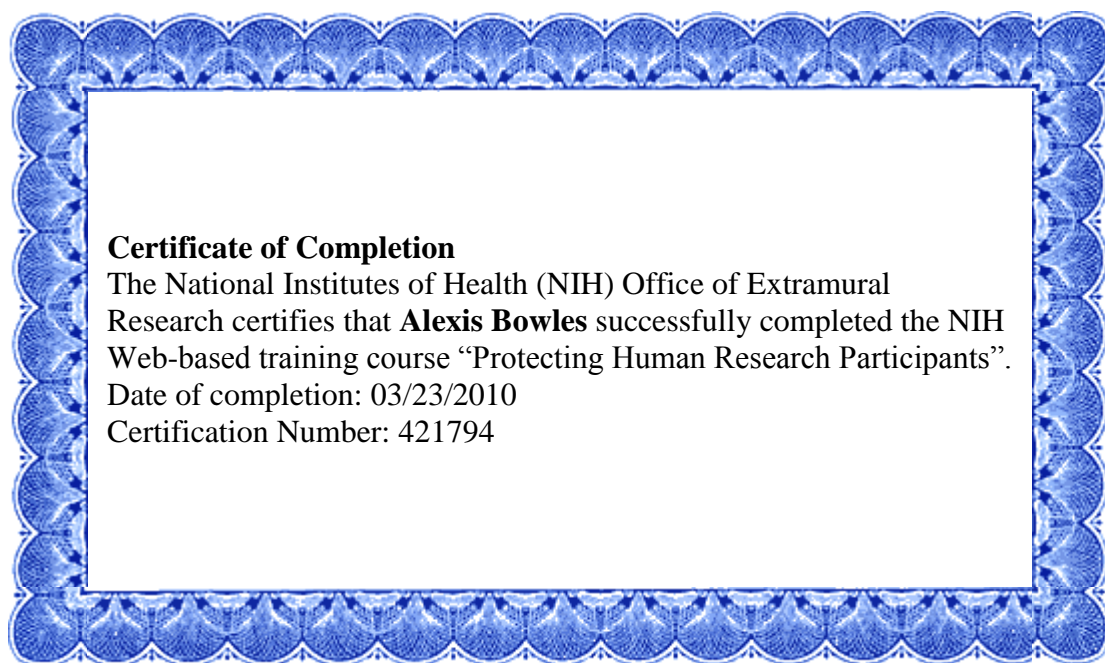 Certificate of Completion
The National Institutes of Health (NIH) Office of Extramural
Research certifies that Alexis Bowles successfully completed the NIH
Web-based training course “Protecting Human Research Participants”.
Date of completion: 03/23/2010
Certification Number: 421794